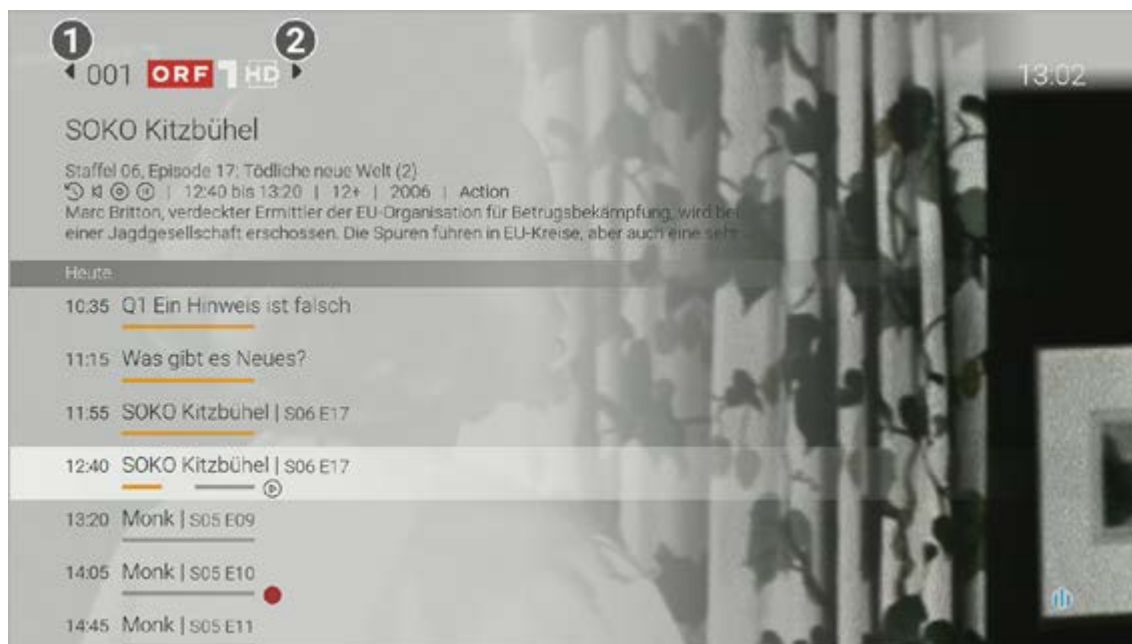 1 2
001 ORF 1 HD
13.02
SOKO Kitzbühel
Staffel 06, Episode 17: Tödliche neue Welt (2)
| 12:40 bis 13:20 | 12+ | 2006 | Action
Marc Britton, verdeckter Ermittler der EU-Organisation für Betrugsbekämpfung, wird bei
einer Jagdgesellschaft erschossen. Die Spuren führen in EU-Kreise, aber auch eine sehr
Heute
10:35 Q1 Ein Hinweis ist falsch
11:15 Was gibt es Neues?
11:55 SOKO Kitzbühel | S06 E17
12:40 SOKO Kitzbühel | S06 E17
13:20 Monk | S05 E09
14:05 Monk | S05 E10
14:45 Monk | S05 E11